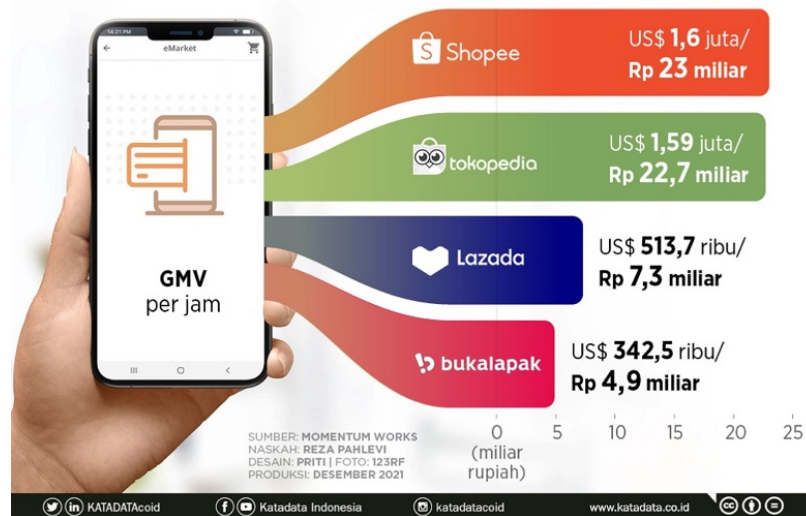 14:21 PM
eMarket
GMV
per jam
Shopee
US$ 1,6 juta/
Rp 23 miliar
tokopedia
US$ 1,59 juta/
Rp 22,7 miliar
Lazada
US$ 513,7 ribu/
Rp 7,3 miliar
bukalapak
US$ 342,5 ribu/
Rp 4,9 miliar
0 5 10 15 20 25
(miliar
rupiah)
SUMBER: MOMENTUM WORKS
NASKAH: REZA PAHLEVI
DESAIN: PRITI | FOTO: 123RF
PRODUKSI: DESEMBER 2021
KATADATAcoid Katadata Indonesia katadatacoid www.katadata.co.id